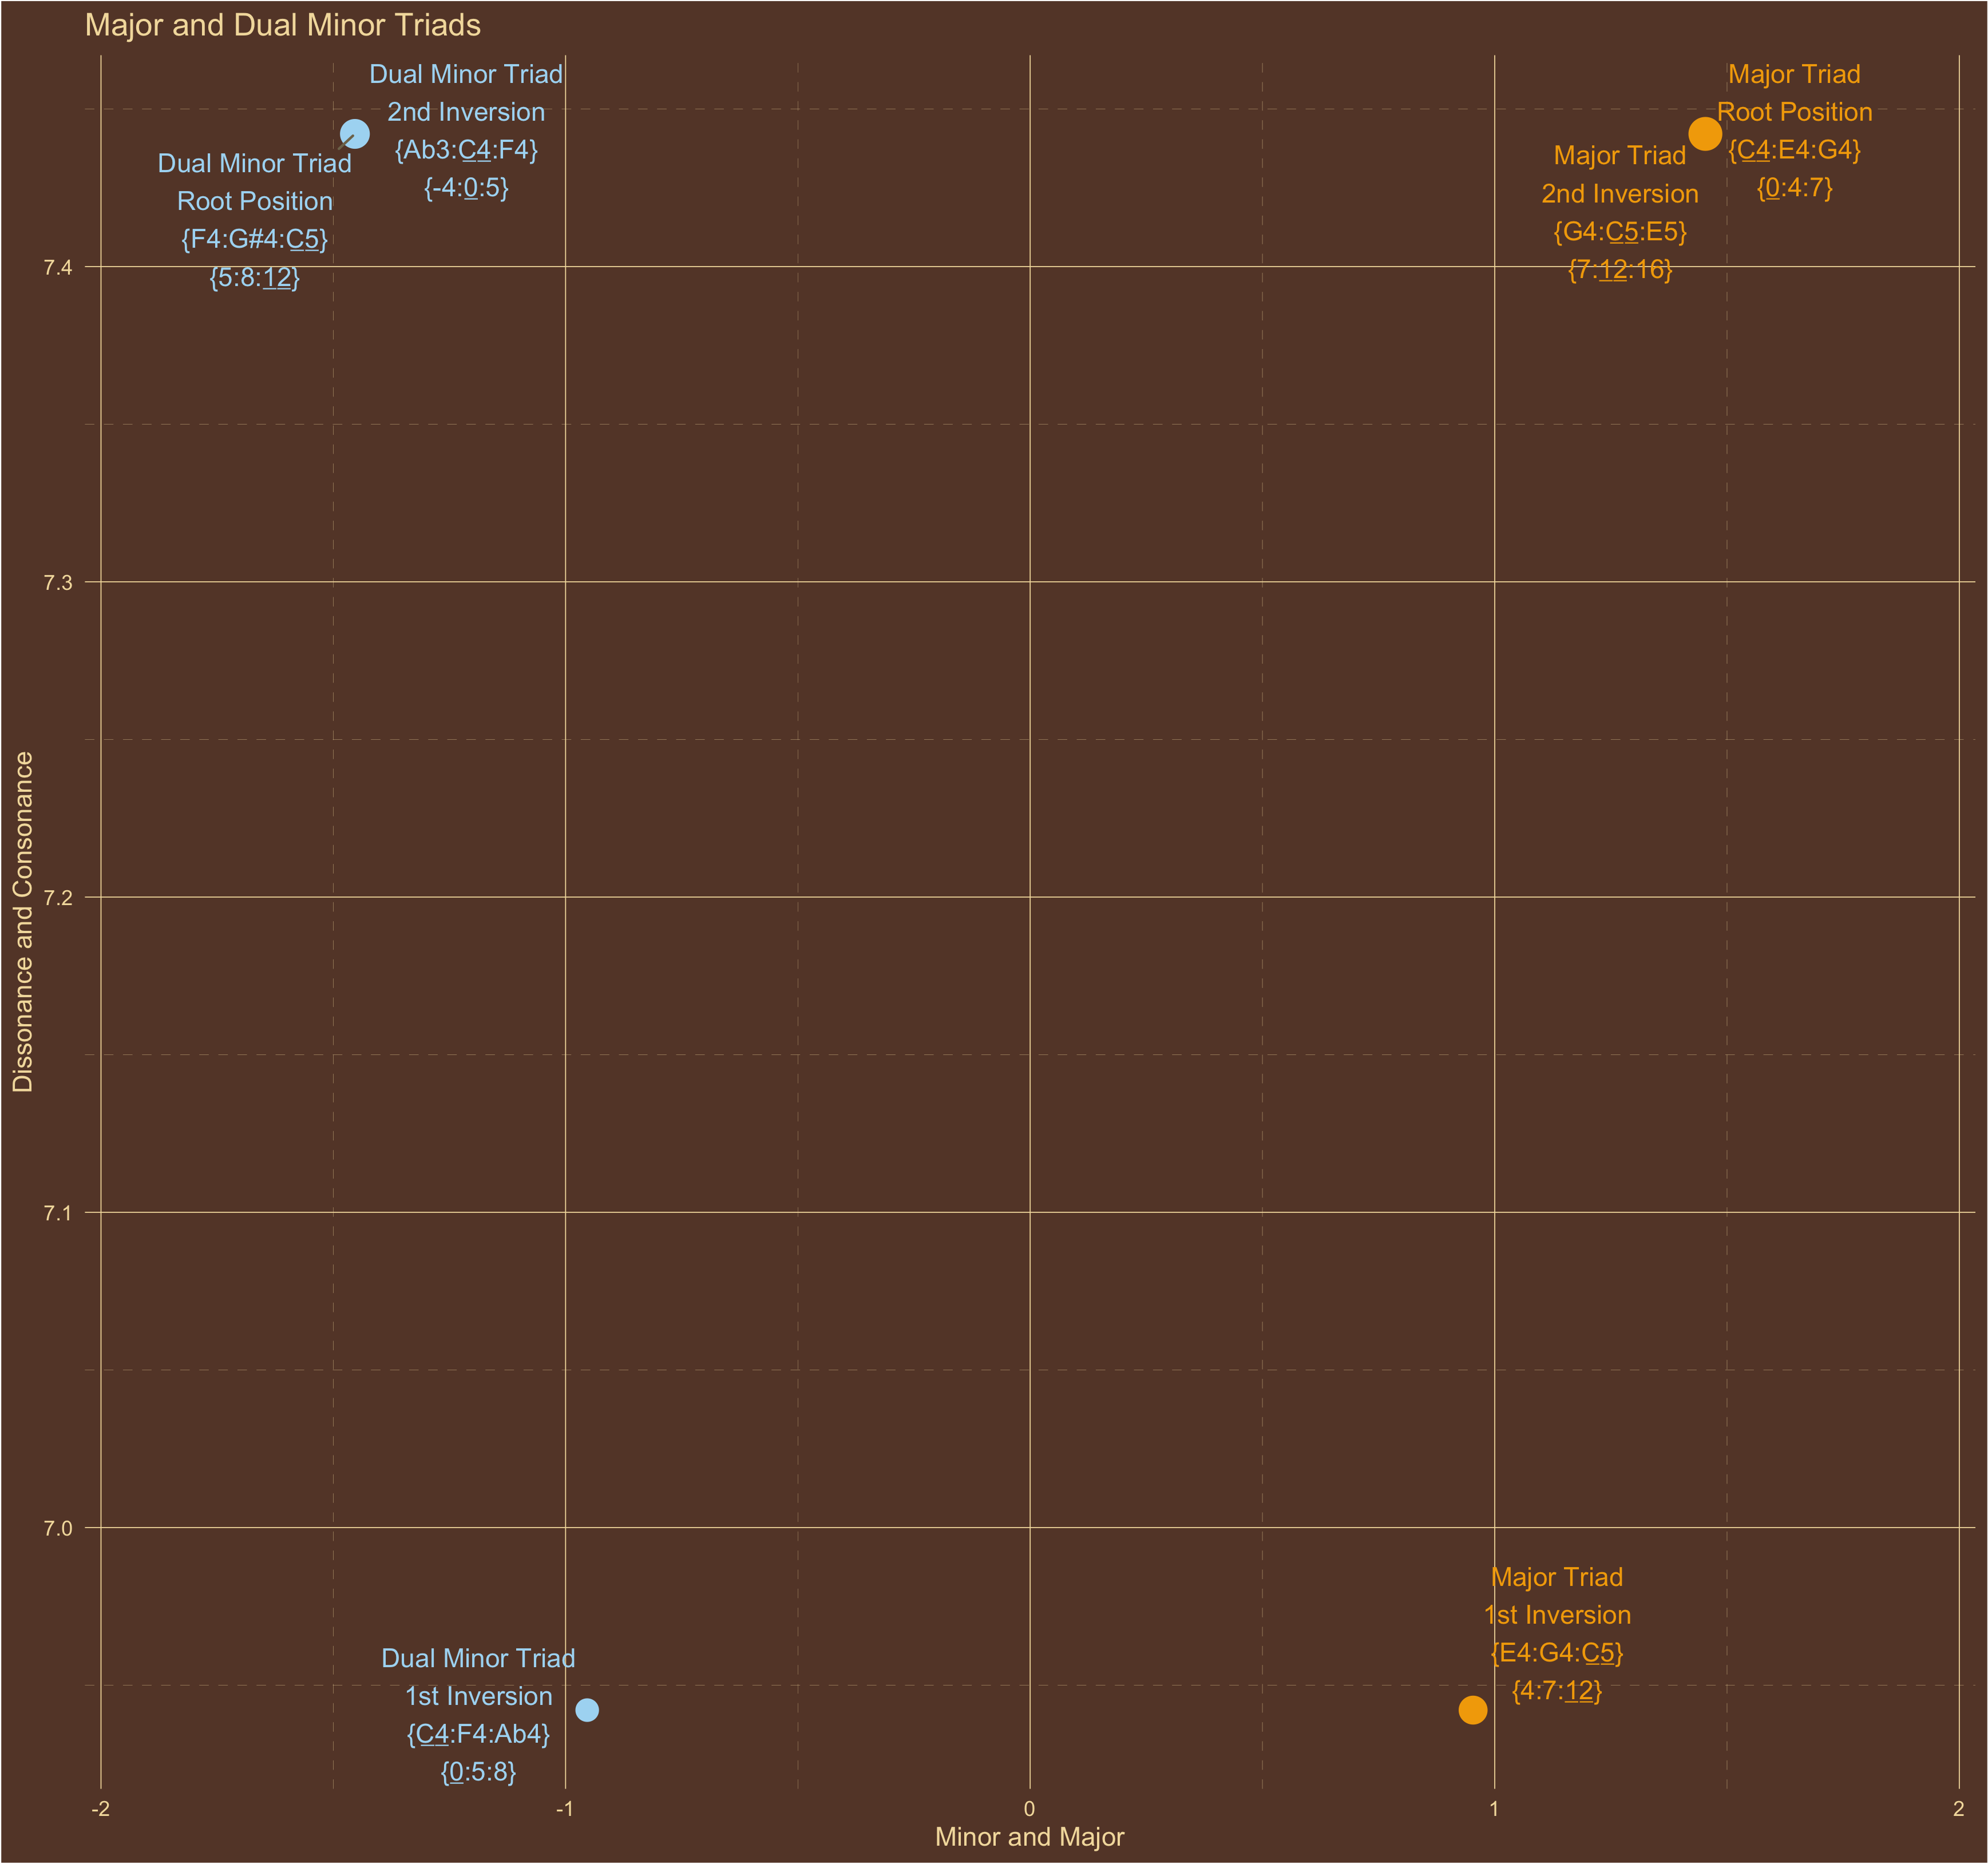 Major and Dual Minor Triads
Dual Minor Triad
2nd Inversion
{Ab3:C4:F4}
{-4:0:5}
Dual Minor Triad
Root Position
{F4:G#4:C5}
{5:8:12}
Major Triad
Root Position
{C4:E4:G4}
{0:4:7}
Major Triad
2nd Inversion
{G4:C5:E5}
{7:12:16}
7.4
7.3
7.2
7.1
7.0
Dissonance and Consonance
Major Triad
1st Inversion
{E4:G4:C5}
{4:7:12}
Dual Minor Triad
1st Inversion
{C4:F4:Ab4}
{0:5:8}
-2
-1
0
1
2
Minor and Major